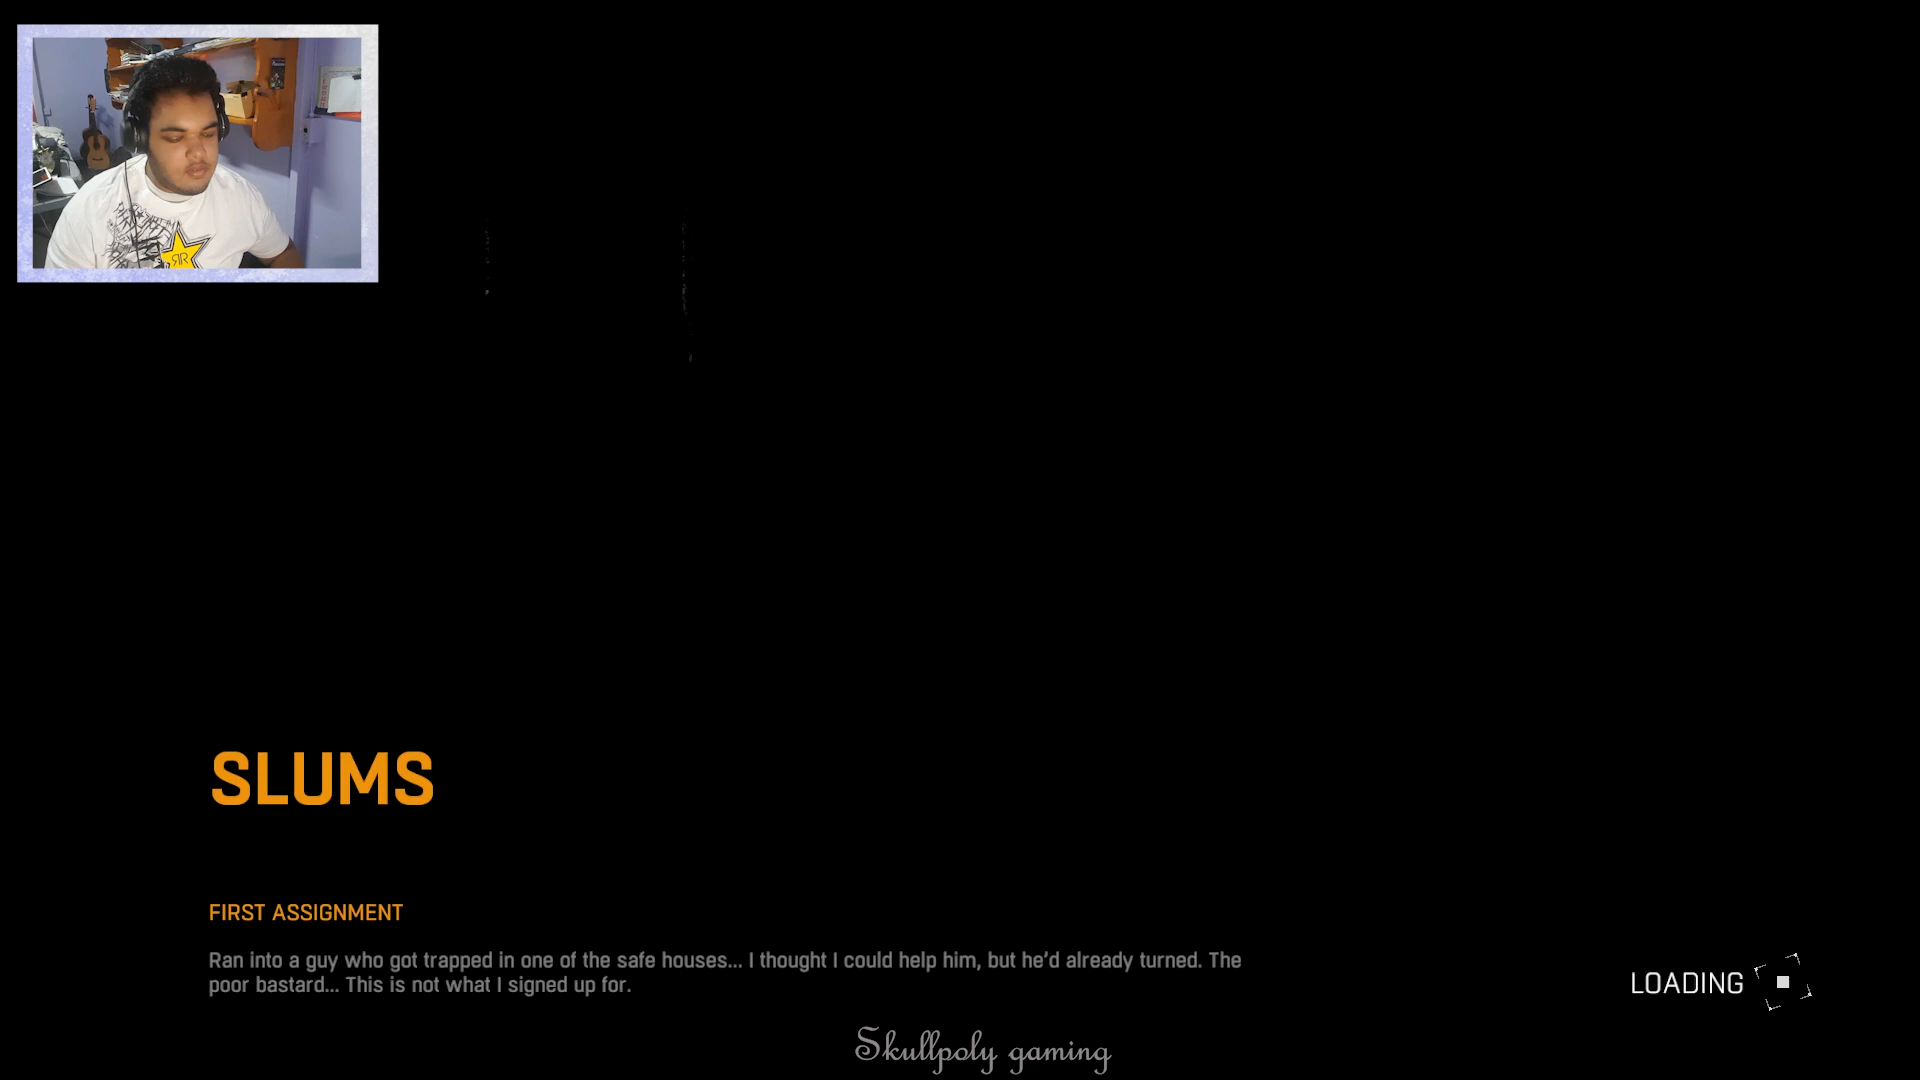 SLUMS
FIRST ASSIGNMENT
Ran into a guy who got trapped in one of the safe houses... I thought I could help him, but he'd already turned. The
poor bastard... This is not what I signed up for.
LOADING
Skullpoly gaming